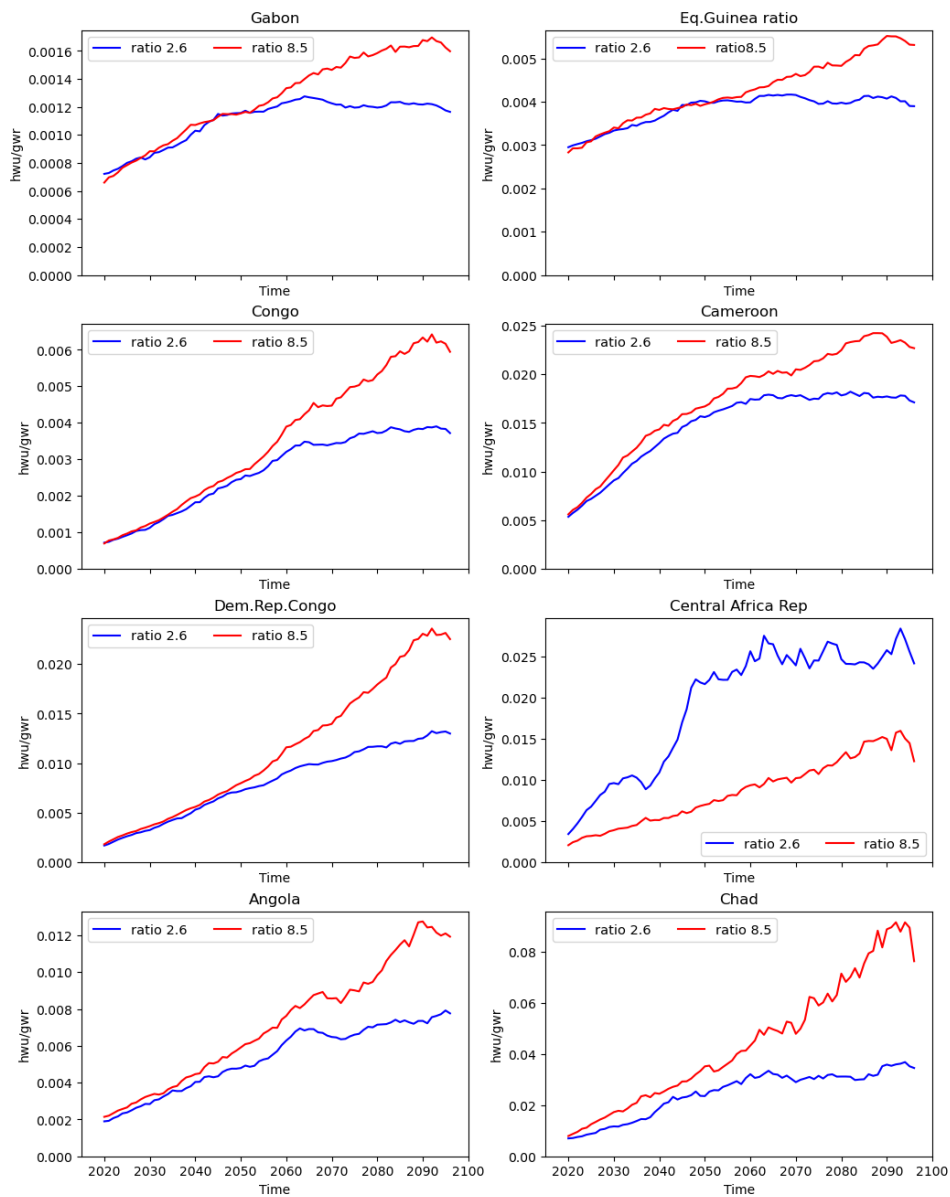 Gabon
ratio 2.6 ratio 8.5
hwu/gwr
0.0016
0.0014
0.0012
0.0010
0.0008
0.0006
0.0004
0.0002
0.0000
Time
Eq.Guinea ratio
ratio 2.6 ratio8.5
hwu/gwr
0.005
0.004
0.003
0.002
0.001
0.000
Time
Congo
ratio 2.6 ratio 8.5
hwu/gwr
0.006
0.005
0.004
0.003
0.002
0.001
0.000
Time
Cameroon
ratio 2.6 ratio 8.5
hwu/gwr
0.025
0.020
0.015
0.010
0.005
0.000
Time
Dem.Rep.Congo
ratio 2.6 ratio 8.5
hwu/gwr
0.020
0.015
0.010
0.005
0.000
Time
Central Africa Rep
hwu/gwr
0.025
0.020
0.015
0.010
0.005
0.000
ratio 2.6 ratio 8.5
Time
Angola
ratio 2.6 ratio 8.5
hwu/gwr
0.012
0.010
0.008
0.006
0.004
0.002
0.000
2020 2030 2040 2050 2060 2070 2080 2090 2100
Time
Chad
ratio 2.6 ratio 8.5
hwu/gwr
0.08
0.06
0.04
0.02
0.00
2020 2030 2040 2050 2060 2070 2080 2090 2100
Time